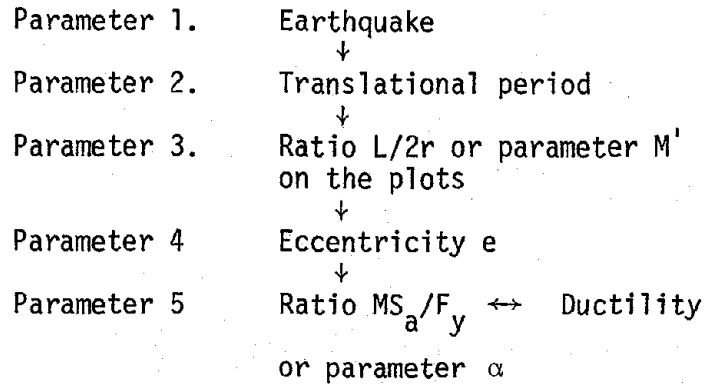 Parameter 1. Earthquake
↓
Parameter 2. Translational period
↓
Parameter 3. Ratio L/2r or parameter M'
on the plots
↓
Parameter 4 Eccentricity e
↓
Parameter 5 Ratio MS_a/F_y ↔ Ductility
or parameter α